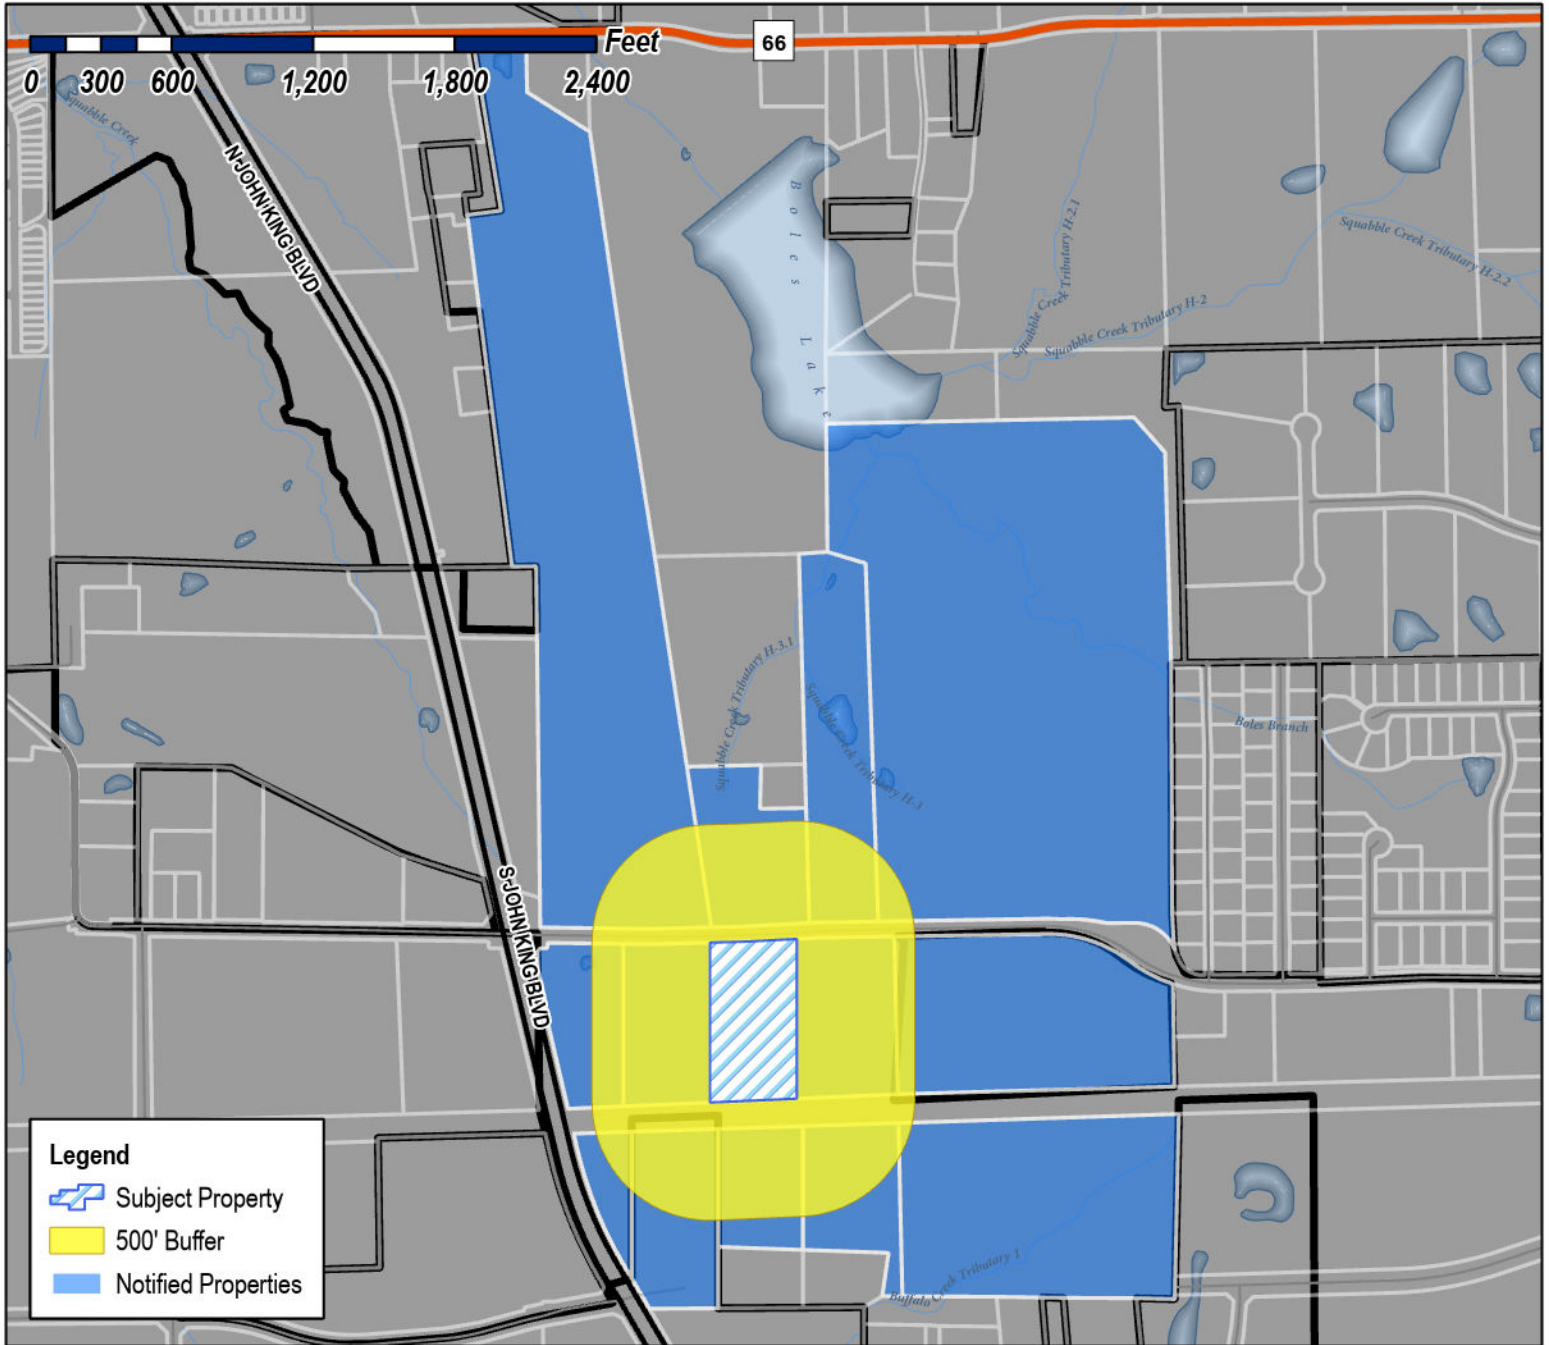 Feet
66
0 300 600 1,200 1,800 2,400
Squabble Creek
N JOHN KING BLVD
Boles Lake
Squabble Creek Tributary H-2.1
Squabble Creek Tributary H-2.2
Squabble Creek Tributary H-2
Squabble Creek Tributary H-3.1
Squabble Creek Tributary H-3
Boles Branch
S JOHN KING BLVD
Buffalo Creek Tributary 1
Legend
Subject Property
500' Buffer
Notified Properties